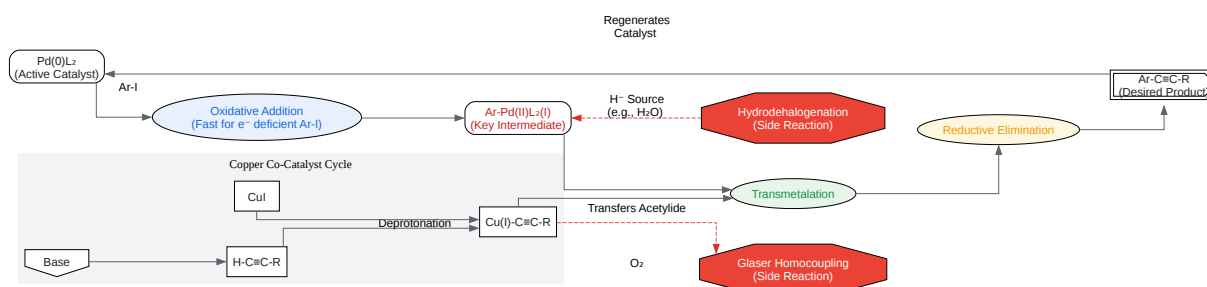 Regenerates
Catalyst
Pd(0)L₂
(Active Catalyst)
Ar-I
Ar-C≡C-R
(Desired Product)
Oxidative Addition
(Fast for e⁻ deficient Ar-I)
Ar-Pd(II)L₂(I)
(Key Intermediate)
H⁻ Source
(e.g., H₂O)
Hydrodehalogenation
(Side Reaction)
Reductive Elimination
Copper Co-Catalyst Cycle
CuI
Transmetalation
Deprotonation
Cu(I)-C≡C-R
Transfers Acetylide
Base
H-C≡C-R
O₂
Glaser Homocoupling
(Side Reaction)